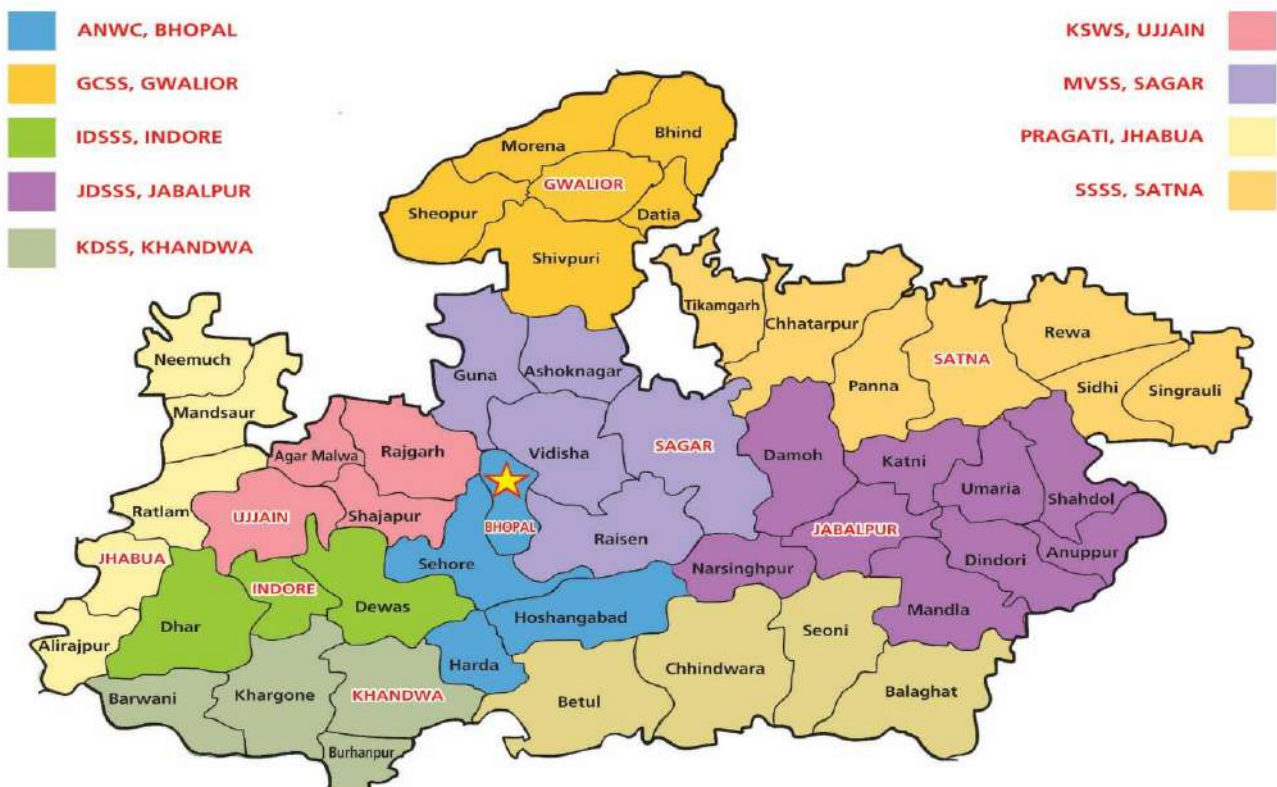 ANWC, BHOPAL
GCSS, GWALIOR
IDSSS, INDORE
JDSSS, JABALPUR
KDSS, KHANDWA
KSWS, UJJAIN
MVSS, SAGAR
PRAGATI, JHABUA
SSSS, SATNA
Bhind
Morena
GWALIOR
Sheopur
Datia
Shivpuri
Tikamgarh
Chhatarpur
Rewa
Neemuch
SATNA
Guna
Ashoknagar
Panna
Sidhi
Singrauli
Mandsaur
Agar Malwa
Rajgarh
Vidisha
SAGAR
Damoh
Katni
Umaria
Shahdol
Ratlam
UJJAIN
Shajapur
BHOPAL
Raisen
JABALPUR
JHABUA
Sehore
Narsinghpur
Dindori
Anuppur
INDORE
Dewas
Hoshangabad
Mandla
Dhar
Seoni
Alirajpur
Harda
Chhindwara
Barwani
Khargone
KHANDWA
Betul
Balaghat
Burhanpur